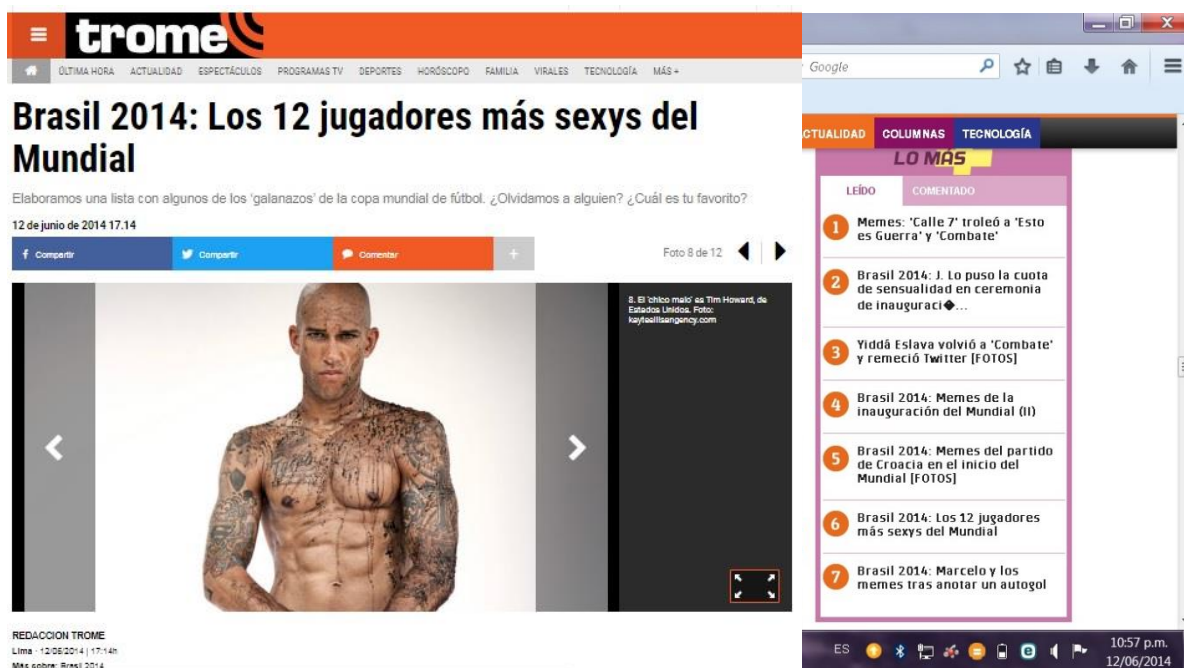 trome
ÚLTIMA HORA ACTUALIDAD ESPECTÁCULOS PROGRAMAS TV DEPORTES HORÓSCOPO FAMILIA VIRALES TECNOLOGÍA MÁS +
Brasil 2014: Los 12 jugadores más sexys del
Mundial
Elaboramos una lista con algunos de los 'galanazos' de la copa mundial de fútbol. ¿Olvidamos a alguien? ¿Cuál es tu favorito?
12 de junio de 2014 17.14
Compartir Compartir Comentar +
Foto 8 de 12
8. El 'chico malo' es Tim Howard, de
Estados Unidos. Foto:
REDACCION TROME
Lima - 12/06/2014 | 17:14h
Más sobre: Brasil 2014
Google
CTUALIDAD COLUMNAS TECNOLOGÍA
LO MÁS
LEÍDO COMENTADO
1 Memes: 'Calle 7' troleó a 'Esto
es Guerra' y 'Combate'
2 Brasil 2014: J. Lo puso la cuota
de sensualidad en ceremonia
de inauguraci�...
3 Yiddá Eslava volvió a 'Combate'
y remeció Twitter [FOTOS]
4 Brasil 2014: Memes de la
inauguración del Mundial (II)
5 Brasil 2014: Memes del partido
de Croacia en el inicio del
Mundial [FOTOS]
6 Brasil 2014: Los 12 jugadores
más sexys del Mundial
7 Brasil 2014: Marcelo y los
memes tras anotar un autogol
ES
10:57 p.m.
12/06/2014